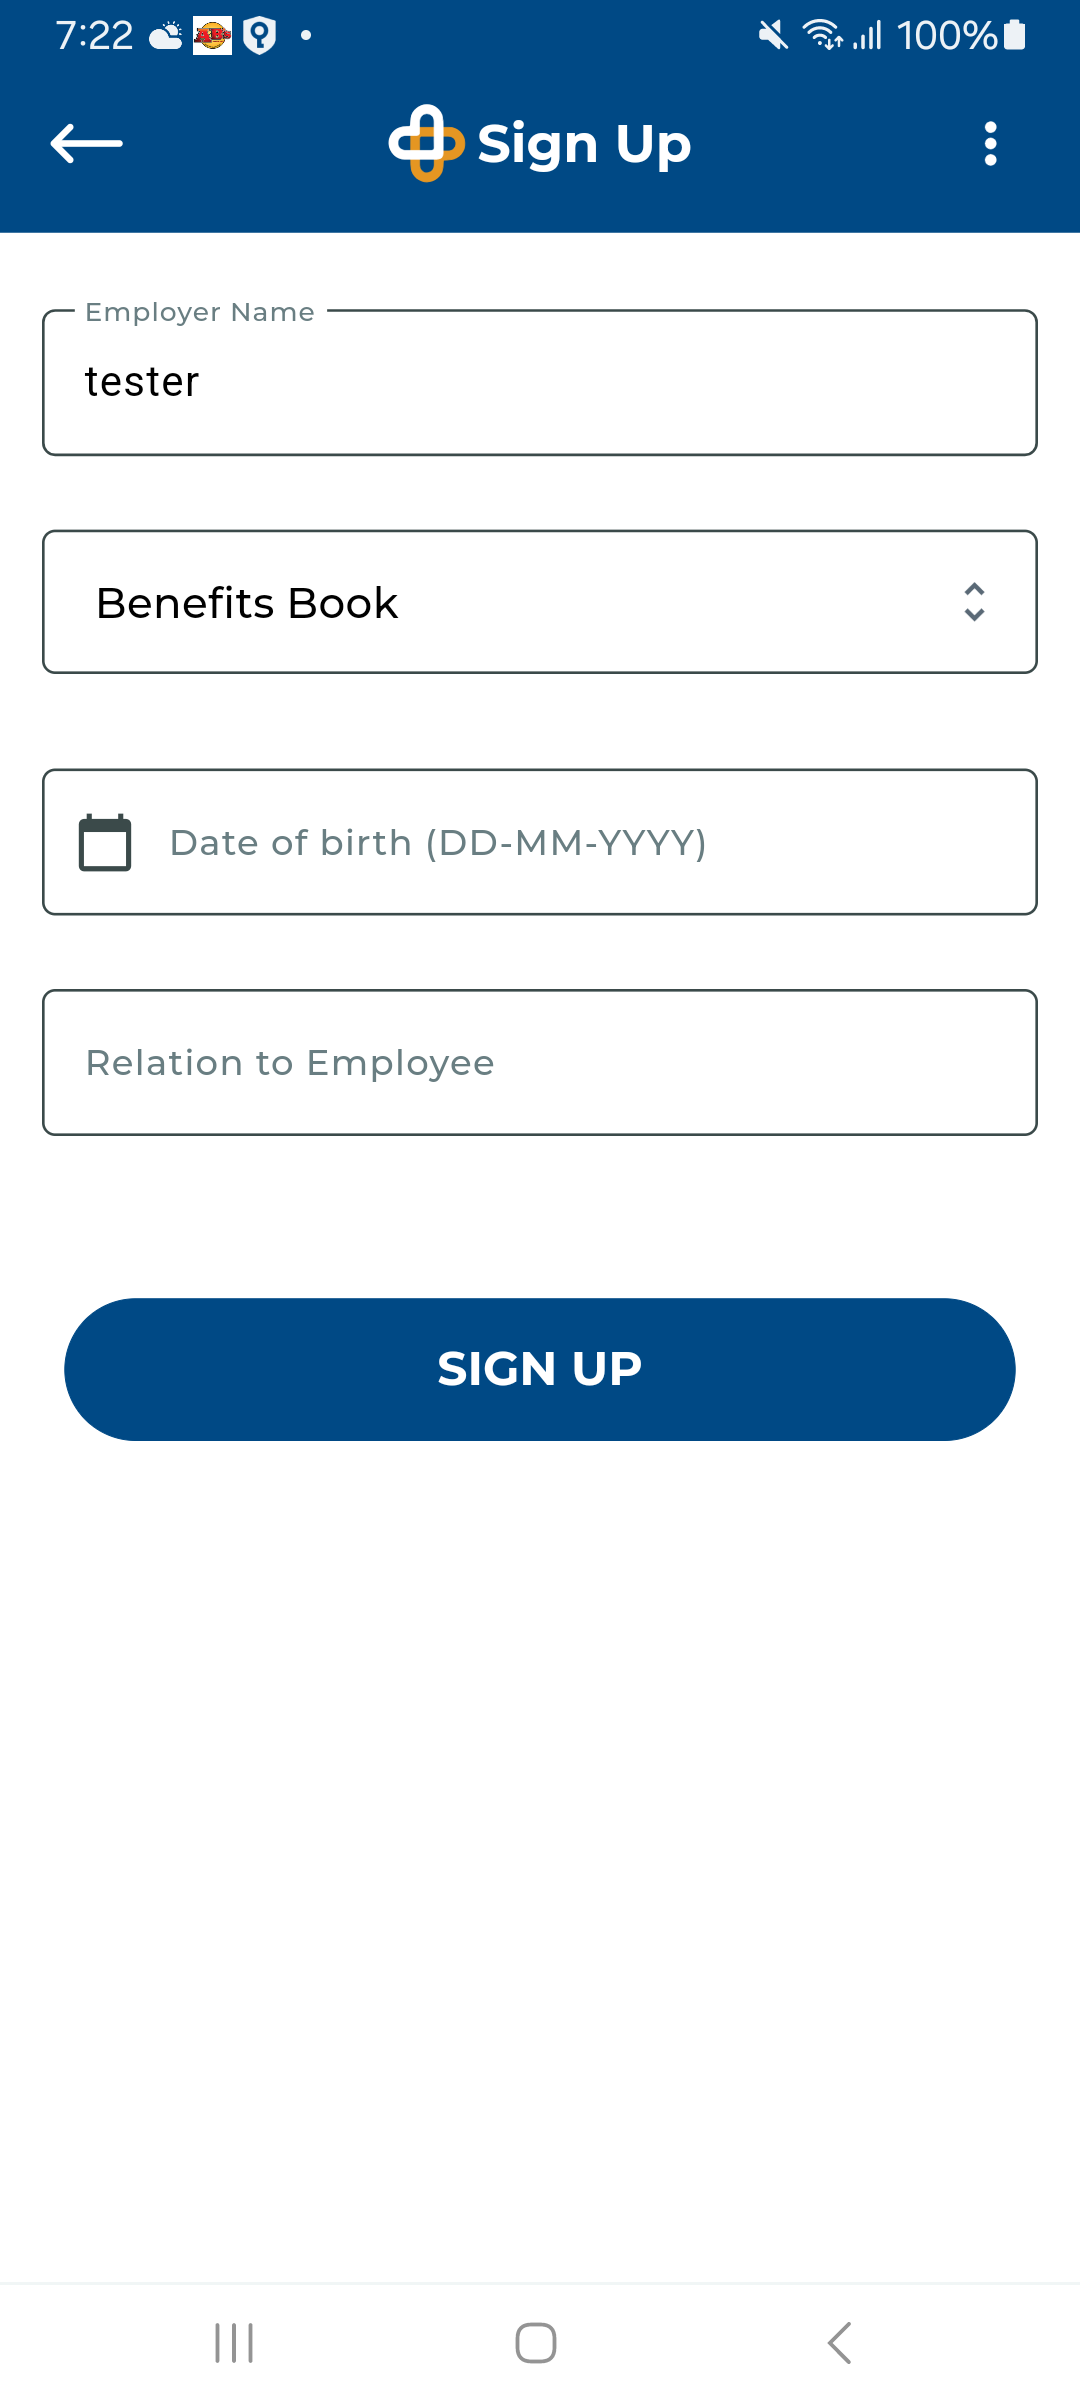 7:22
100%
Sign Up
Employer Name
tester
Benefits Book
Date of birth (DD-MM-YYYY)
Relation to Employee
SIGN UP